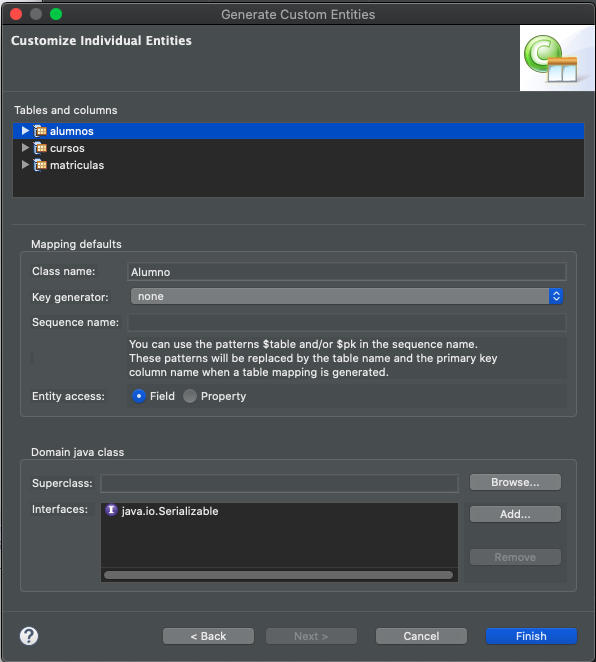 Generate Custom Entities
Customize Individual Entities
Tables and columns
alumnos
cursos
matriculas
Mapping defaults
Class name: Alumno
Key generator: none
Sequence name:
You can use the patterns $table and/or $pk in the sequence name.
These patterns will be replaced by the table name and the primary key
column name when a table mapping is generated.
Entity access: Field Property
Domain java class
Superclass: Browse...
Interfaces: I java.io.Serializable Add...
Remove
? < Back Next > Cancel Finish